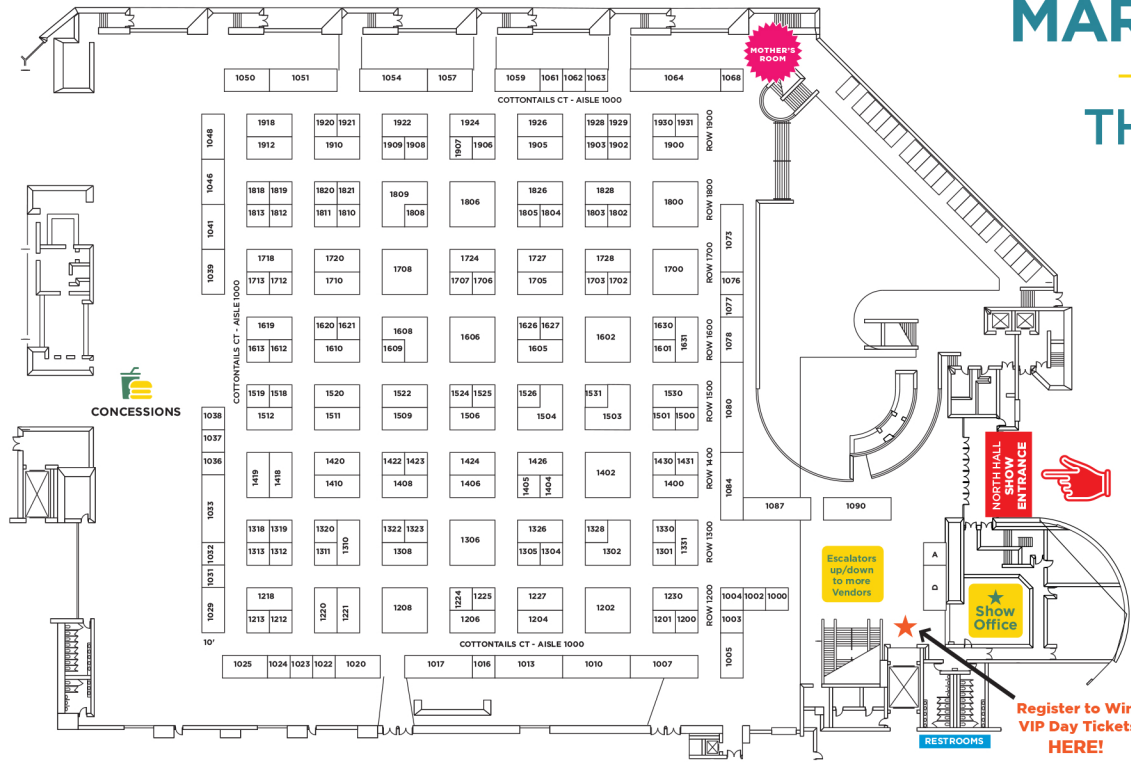 MAR
TH
MOTHER'S
ROOM
1050 1051 1054 1057 1059 1061 1062 1063 1064 1068
COTTONTAILS CT - AISLE 1000
1918 1920 1921 1922 1924 1926 1928 1929 1930 1931
1912 1910 1909 1908 1907 1906 1905 1903 1902 1900
ROW 1900
1818 1819 1820 1821 1809 1806 1826 1828 1800
1813 1812 1811 1810 1808 1805 1804 1803 1802
ROW 1800
1718 1720 1708 1724 1727 1728 1700
1713 1712 1710 1707 1706 1705 1703 1702
ROW 1700
1619 1620 1621 1608 1606 1626 1627 1602 1630 1631
1613 1612 1610 1609 1605 1601
ROW 1600
1519 1518 1520 1522 1524 1525 1526 1531 1530
1512 1511 1509 1506 1504 1503 1501 1500
ROW 1500
1419 1418 1420 1422 1423 1424 1426 1402 1430 1431
1410 1408 1406 1405 1404 1400
ROW 1400
1318 1319 1320 1310 1322 1323 1306 1326 1328 1330 1331
1313 1312 1311 1308 1305 1304 1302 1301
ROW 1300
1218 1220 1221 1208 1224 1225 1227 1202 1230
1213 1212 1206 1204 1201 1200
ROW 1200
COTTONTAILS CT - AISLE 1000
1025 1024 1023 1022 1020 1017 1016 1013 1010 1007
1048
1046
1041
1039
COTTONTAILS CT - AISLE 1000
CONCESSIONS
1038
1037
1036
1033
1032
1031
1029
10'
1073
1076
1077
1078
1080
1084
1087 1090
1004 1002 1000
1003
1005
NORTH HALL
SHOW
ENTRANCE
Escalators
up/down
to more
Vendors
A
D
Show
Office
Register to Win
VIP Day Tickets
HERE!
RESTROOMS